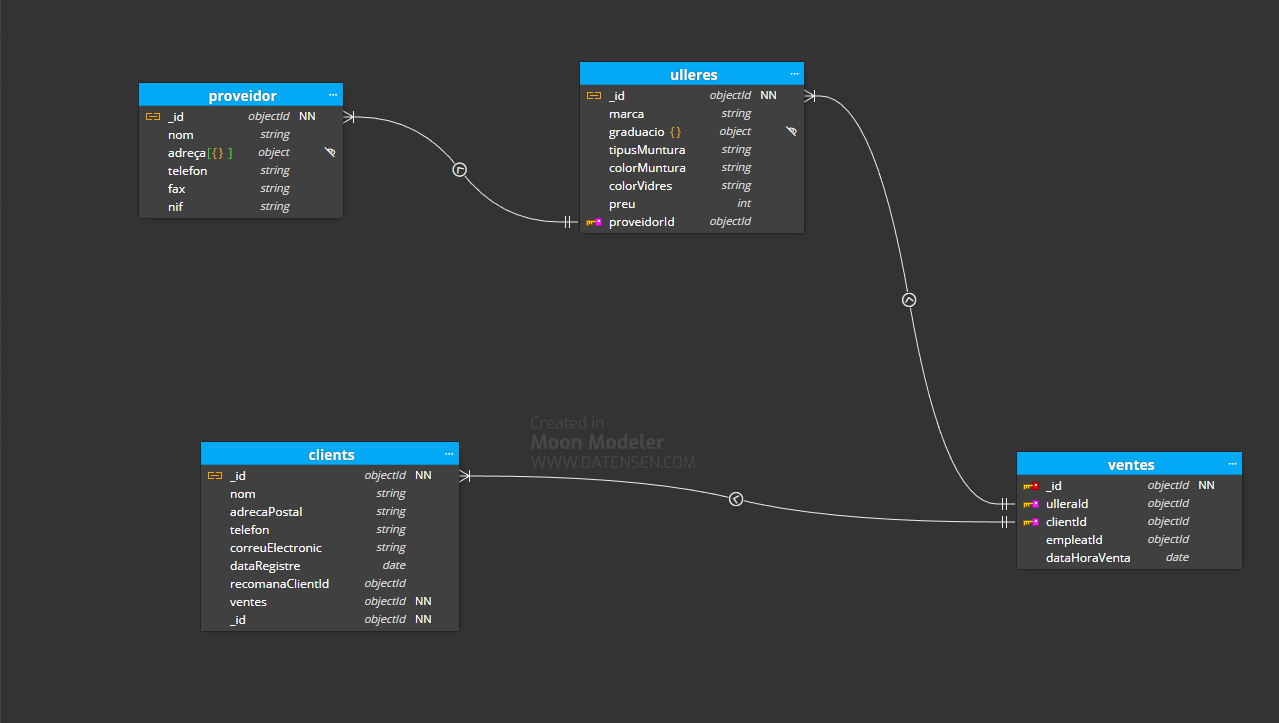 proveidor ...
_id objectId NN
nom string
adreça[{} ] object
telefon string
fax string
nif string
ulleres ...
_id objectId NN
marca string
graduacio {} object
tipusMuntura string
colorMuntura string
colorVidres string
preu int
proveidorId objectId
Created in
Moon Modeler
WWW.DATENSEN.COM
clients ...
_id objectId NN
nom string
adrecaPostal string
telefon string
correuElectronic string
dataRegistre date
recomanaClientId objectId
ventes objectId NN
_id objectId NN
ventes ...
_id objectId NN
ulleraId objectId
clientId objectId
empleatId objectId
dataHoraVenta date